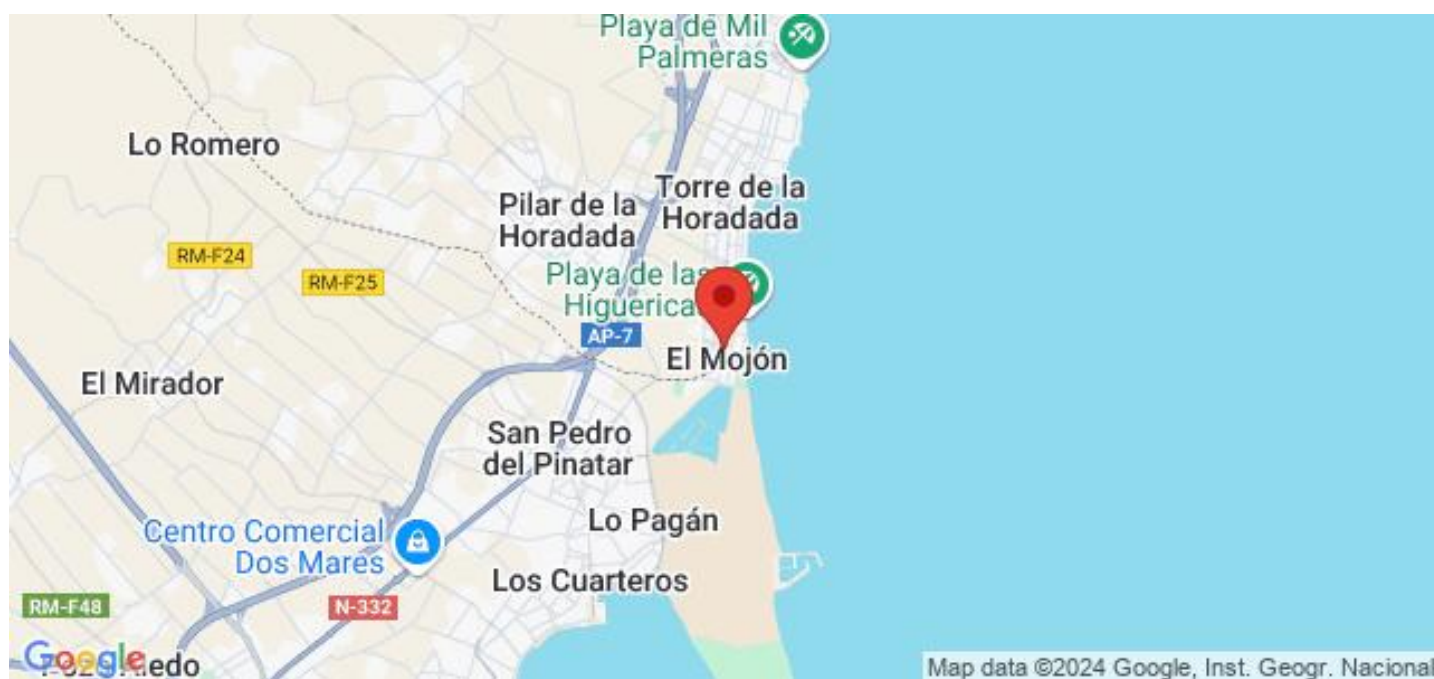 Playa de Mil
Palmeras
Lo Romero
Torre de la
Horadada
Pilar de la
Horadada
RM-F24
RM-F25
Playa de las
Higuerica
AP-7
El Mojón
El Mirador
San Pedro
del Pinatar
Lo Pagán
Centro Comercial
Dos Mares
Los Cuarteros
RM-F48
N-332
Google
Map data ©2024 Google, Inst. Geogr. Nacional